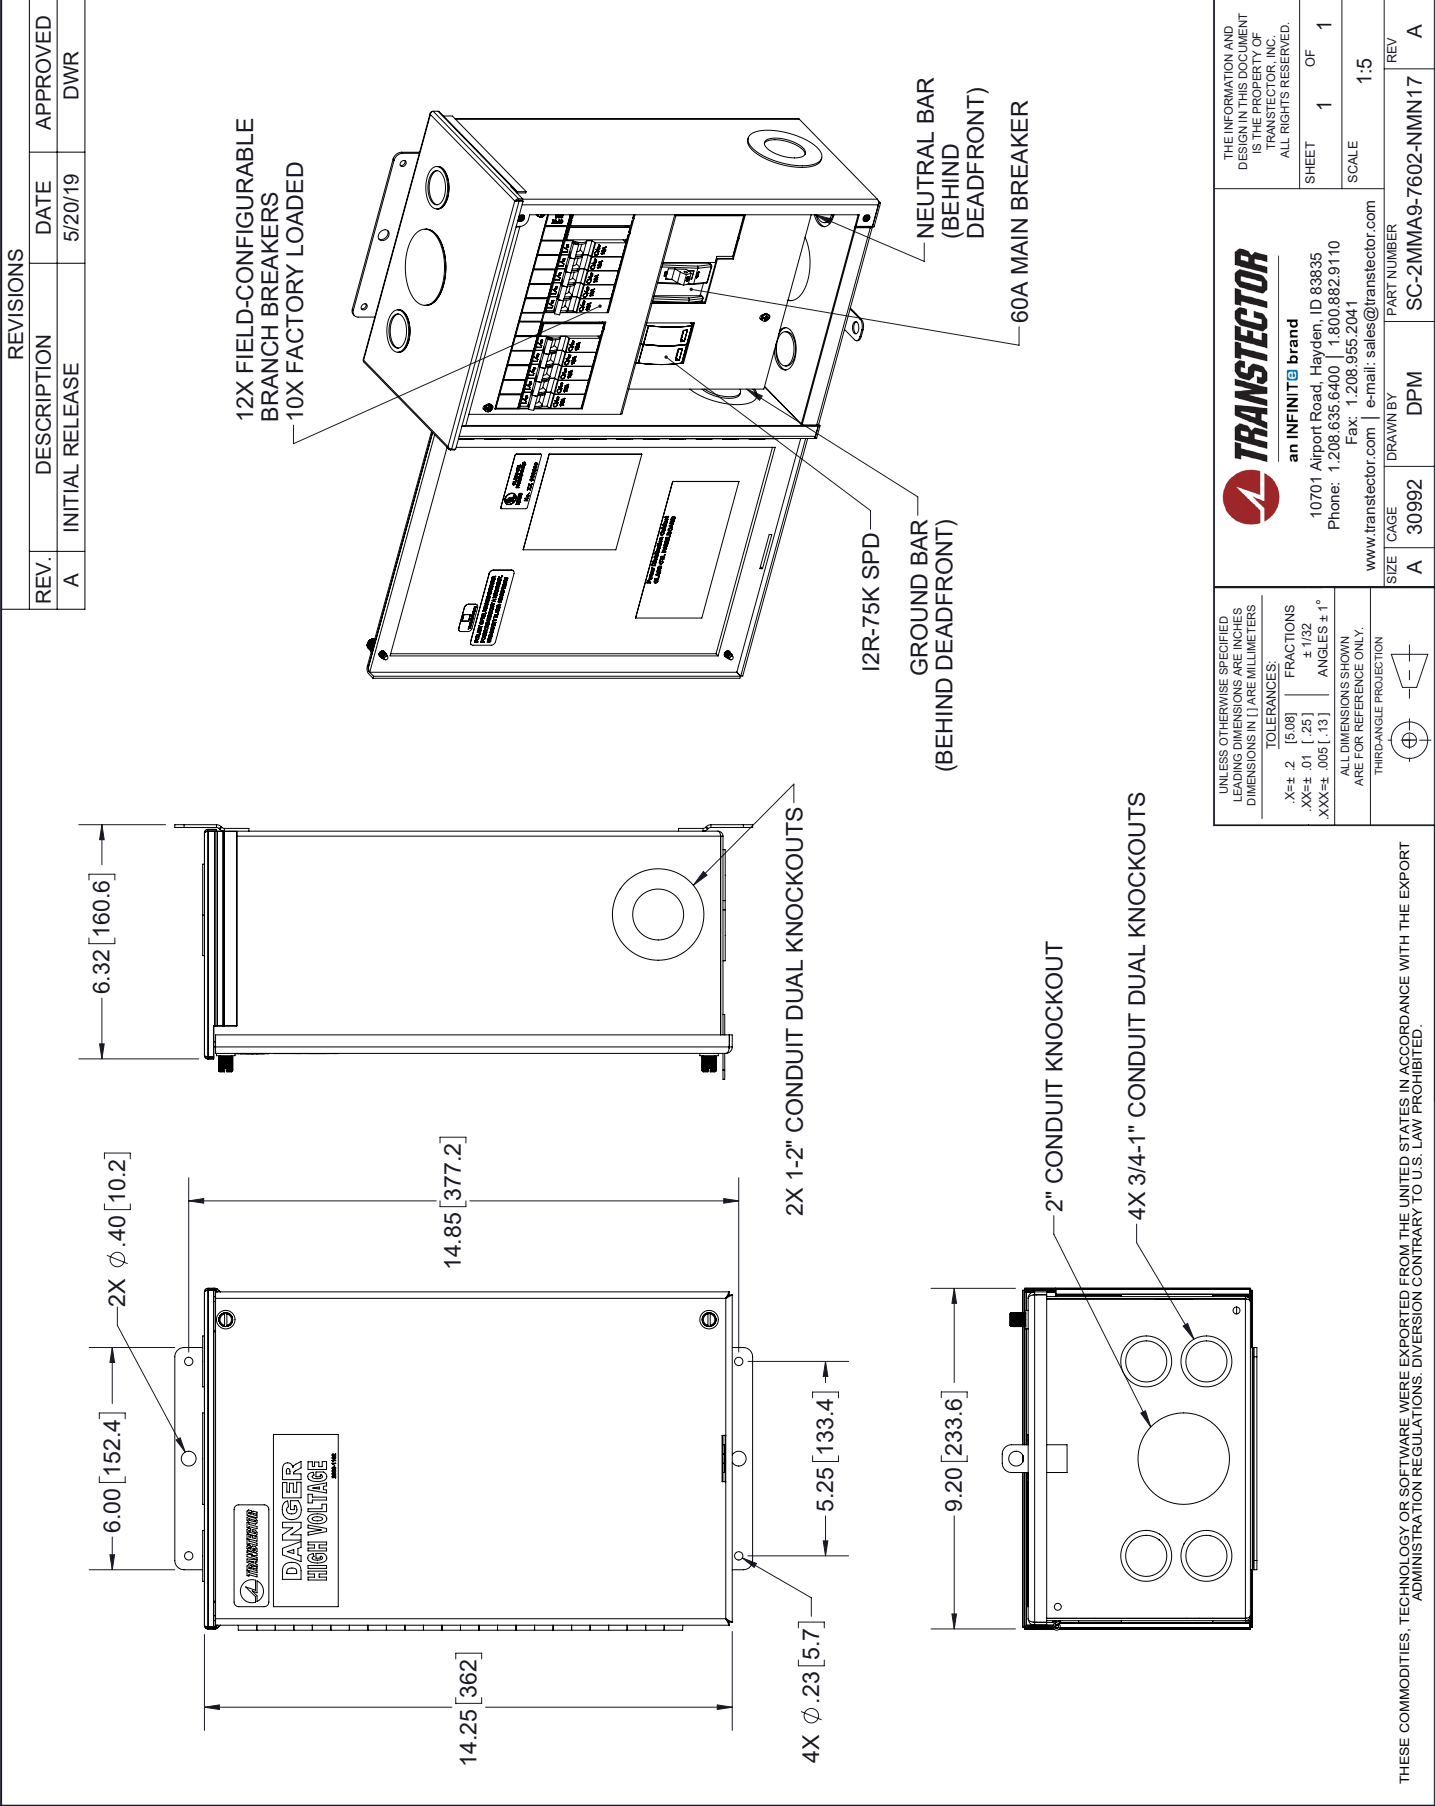 REVISIONS
REV. DESCRIPTION DATE APPROVED
A INITIAL RELEASE 5/20/19 DWR
6.00 [152.4]
2X ⌀ .40 [10.2]
14.85 [377.2]
14.25 [362]
5.25 [133.4]
4X ⌀ .23 [5.7]
TRANSTECTOR
DANGER
HIGH VOLTAGE
6.32 [160.6]
2X 1-2" CONDUIT DUAL KNOCKOUTS
12X FIELD-CONFIGURABLE
BRANCH BREAKERS
10X FACTORY LOADED
I2R-75K SPD
GROUND BAR
(BEHIND DEADFRONT)
NEUTRAL BAR
(BEHIND
DEADFRONT)
60A MAIN BREAKER
9.20 [233.6]
2" CONDUIT KNOCKOUT
4X 3/4-1" CONDUIT DUAL KNOCKOUTS
UNLESS OTHERWISE SPECIFIED
LEADING DIMENSIONS ARE INCHES
DIMENSIONS IN [ ] ARE MILLIMETERS
TOLERANCES:
.X=± .2 [5.08] FRACTIONS
.XX=± .01 [ .25 ] ± 1/32
.XXX=± .005 [ .13 ] ANGLES ± 1°
ALL DIMENSIONS SHOWN
ARE FOR REFERENCE ONLY.
THIRD-ANGLE PROJECTION
TRANSTECTOR
an INFINITe brand
10701 Airport Road, Hayden, ID 83835
Phone: 1.208.635.6400 | 1.800.882.9110
Fax: 1.208.955.2041
www.transtector.com | e-mail: sales@transtector.com
THE INFORMATION AND
DESIGN IN THIS DOCUMENT
IS THE PROPERTY OF
TRANSTECTOR, INC.
ALL RIGHTS RESERVED.
SHEET 1 OF 1
SCALE 1:5
SIZE A
CAGE 30992
DRAWN BY DPM
PART NUMBER SC-2MMA9-7602-NMN17
REV A
THESE COMMODITIES, TECHNOLOGY OR SOFTWARE WERE EXPORTED FROM THE UNITED STATES IN ACCORDANCE WITH THE EXPORT
ADMINISTRATION REGULATIONS. DIVERSION CONTRARY TO U.S. LAW PROHIBITED.